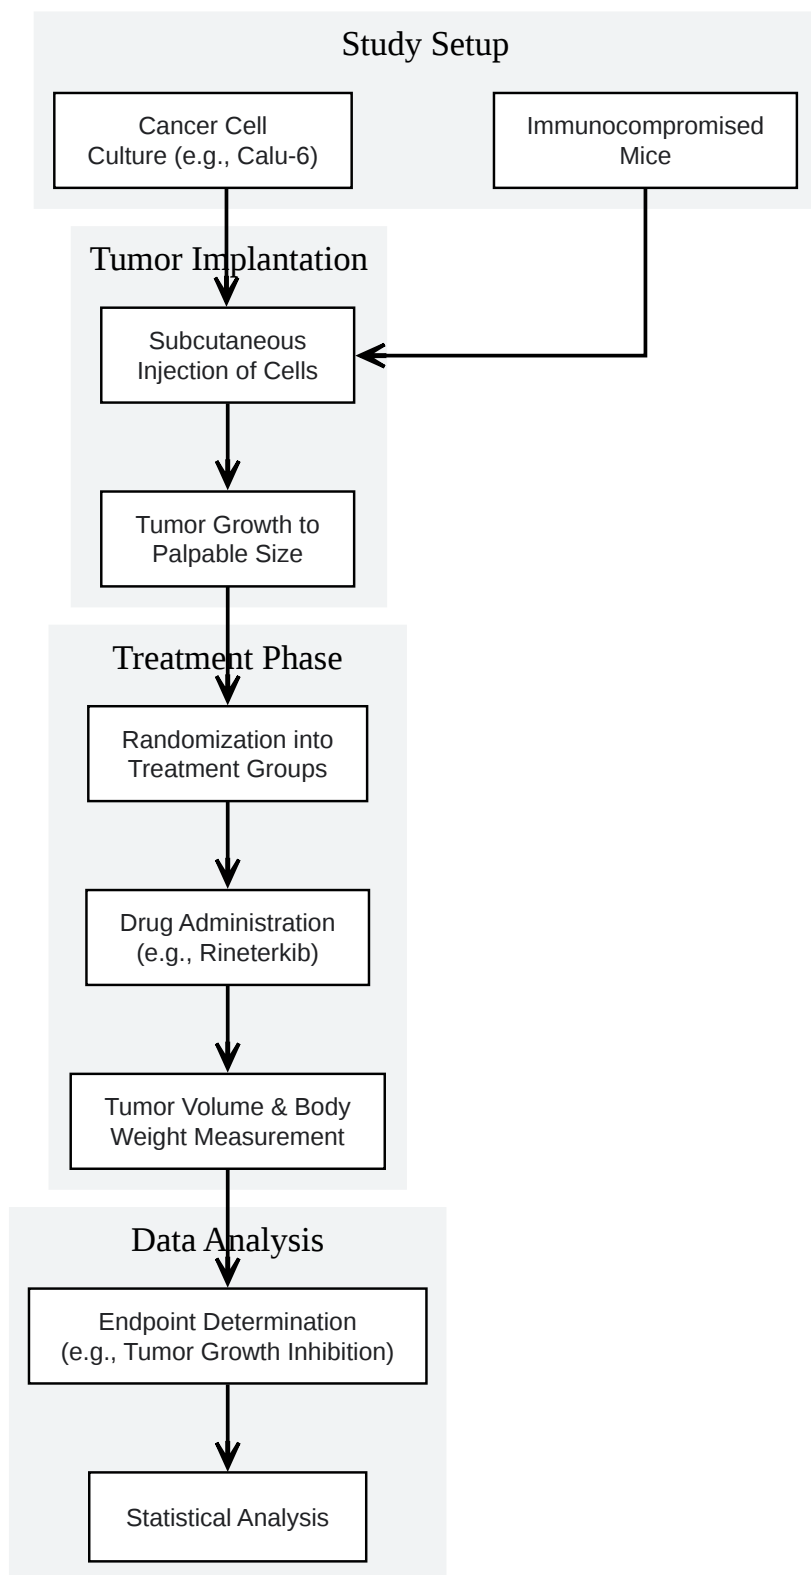 Study Setup
Cancer Cell
Culture (e.g., Calu-6)
Immunocompromised
Mice
Tumor Implantation
Subcutaneous
Injection of Cells
Tumor Growth to
Palpable Size
Treatment Phase
Randomization into
Treatment Groups
Drug Administration
(e.g., Rineterkib)
Tumor Volume & Body
Weight Measurement
Data Analysis
Endpoint Determination
(e.g., Tumor Growth Inhibition)
Statistical Analysis